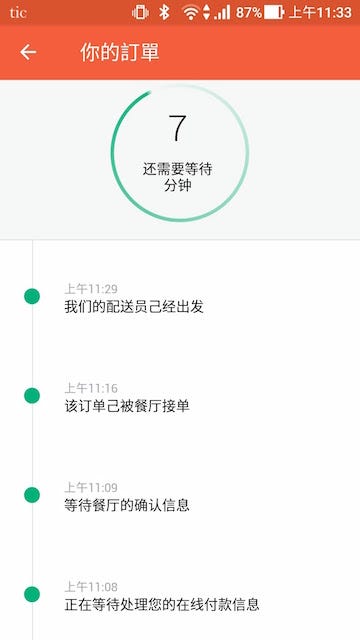 tic 87% 上午11:33
你的訂單
7
还需要等待
分钟
上午11:29
我们的配送员己经出发
上午11:16
该订单己被餐厅接单
上午11:09
等待餐厅的确认信息
上午11:08
正在等待处理您的在线付款信息